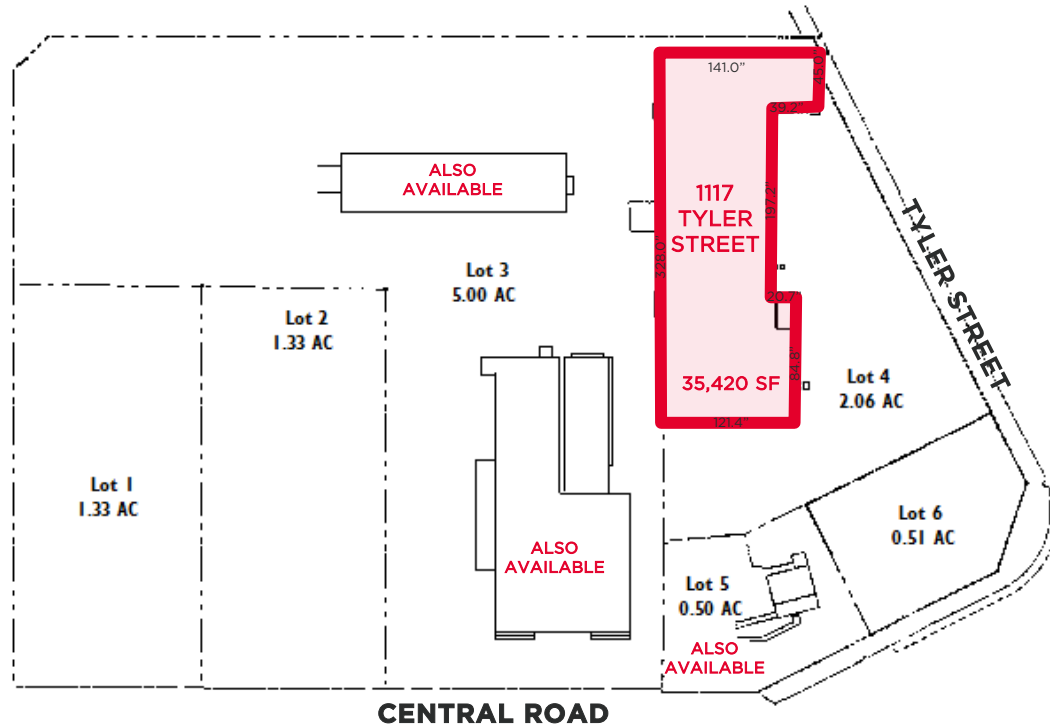 141.0"
45.0"
39.2"
ALSO
AVAILABLE
1117
TYLER
STREET
197.2"
328.0"
TYLER STREET
Lot 3
5.00 AC
20.7"
Lot 2
1.33 AC
84.8"
35,420 SF
Lot 4
2.06 AC
121.4"
Lot 1
1.33 AC
Lot 6
0.51 AC
ALSO
AVAILABLE
Lot 5
0.50 AC
ALSO
AVAILABLE
CENTRAL ROAD